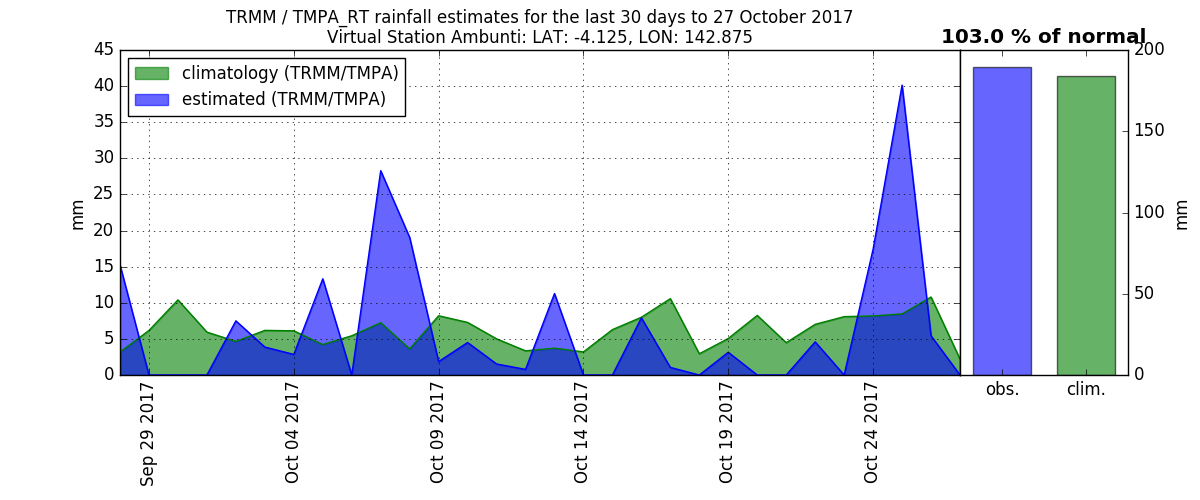 TRMM / TMPA_RT rainfall estimates for the last 30 days to 27 October 2017
Virtual Station Ambunti: LAT: -4.125, LON: 142.875
103.0 % of normal
climatology (TRMM/TMPA)
estimated (TRMM/TMPA)
45
40
35
30
25
20
15
10
5
0
mm
Sep 29 2017
Oct 04 2017
Oct 09 2017
Oct 14 2017
Oct 19 2017
Oct 24 2017
obs.
clim.
200
150
100
50
0
mm